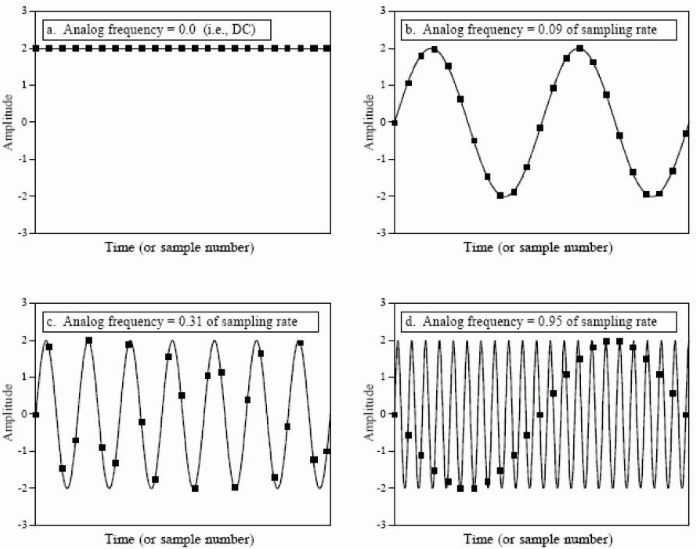 a. Analog frequency = 0.0 (i.e., DC)
3
2
1
0
-1
-2
-3
Amplitude
Time (or sample number)
b. Analog frequency = 0.09 of sampling rate
3
2
1
0
-1
-2
-3
Amplitude
Time (or sample number)
c. Analog frequency = 0.31 of sampling rate
3
2
1
0
-1
-2
-3
Amplitude
Time (or sample number)
d. Analog frequency = 0.95 of sampling rate
3
2
1
0
-1
-2
-3
Amplitude
Time (or sample number)